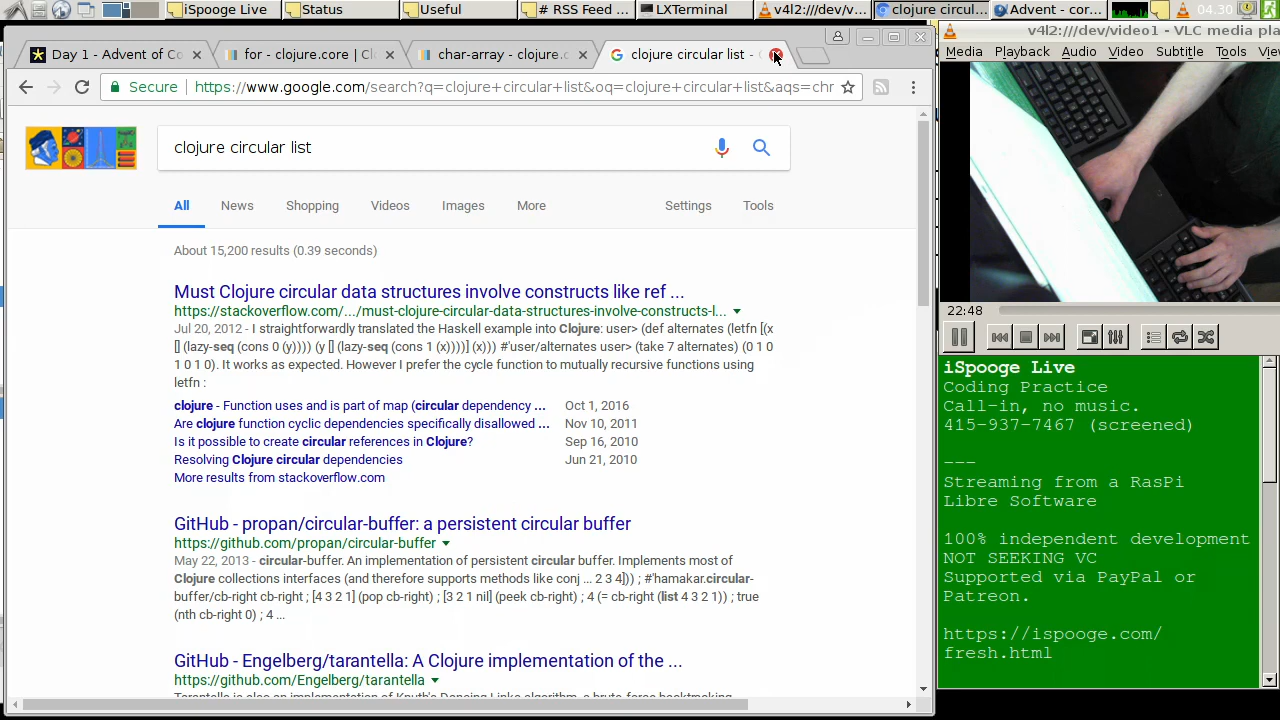 iSpooge Live
Status
Useful
# RSS Feed ...
LXTerminal
v4l2:///dev/v...
clojure circul...
Advent - cor...
04.30
v4l2:///dev/video1 - VLC media pla
Day 1 - Advent of Co
for - clojure.core | Cl
char-array - clojure.c
clojure circular list -
Secure
https://www.google.com/search?q=clojure+circular+list&oq=clojure+circular+list&aqs=chr
Media Playback Audio Video Subtitle Tools Vie
clojure circular list
All News Shopping Videos Images More Settings Tools
About 15,200 results (0.39 seconds)
Must Clojure circular data structures involve constructs like ref ...
https://stackoverflow.com/.../must-clojure-circular-data-structures-involve-constructs-l...
Jul 20, 2012 - I straightforwardly translated the Haskell example into Clojure: user> (def alternates (letfn [(x
[] (lazy-seq (cons 0 (y)))) (y [] (lazy-seq (cons 1 (x))))] (x))) #'user/alternates user> (take 7 alternates) (0 1 0
1 0 1 0). It works as expected. However I prefer the cycle function to mutually recursive functions using
letfn :
clojure - Function uses and is part of map (circular dependency ... Oct 1, 2016
Are clojure function cyclic dependencies specifically disallowed ... Nov 10, 2011
Is it possible to create circular references in Clojure? Sep 16, 2010
Resolving Clojure circular dependencies Jun 21, 2010
More results from stackoverflow.com
GitHub - propan/circular-buffer: a persistent circular buffer
https://github.com/propan/circular-buffer
May 22, 2013 - circular-buffer. An implementation of persistent circular buffer. Implements most of
Clojure collections interfaces (and therefore supports methods like conj ... 2 3 4])) ; #'hamakar.circular-
buffer/cb-right cb-right ; [4 3 2 1] (pop cb-right) ; [3 2 1 nil] (peek cb-right) ; 4 (= cb-right (list 4 3 2 1)) ; true
(nth cb-right 0) ; 4 ...
GitHub - Engelberg/tarantella: A Clojure implementation of the ...
https://github.com/Engelberg/tarantella
Tarantella is also an implementation of Knuth's Dancing Links algorithm, a brute-force backtracking
22:48
iSpooge Live
Coding Practice
Call-in, no music.
415-937-7467 (screened)
---
Streaming from a RasPi
Libre Software
100% independent development
NOT SEEKING VC
Supported via PayPal or
Patreon.
https://ispooge.com/
fresh.html